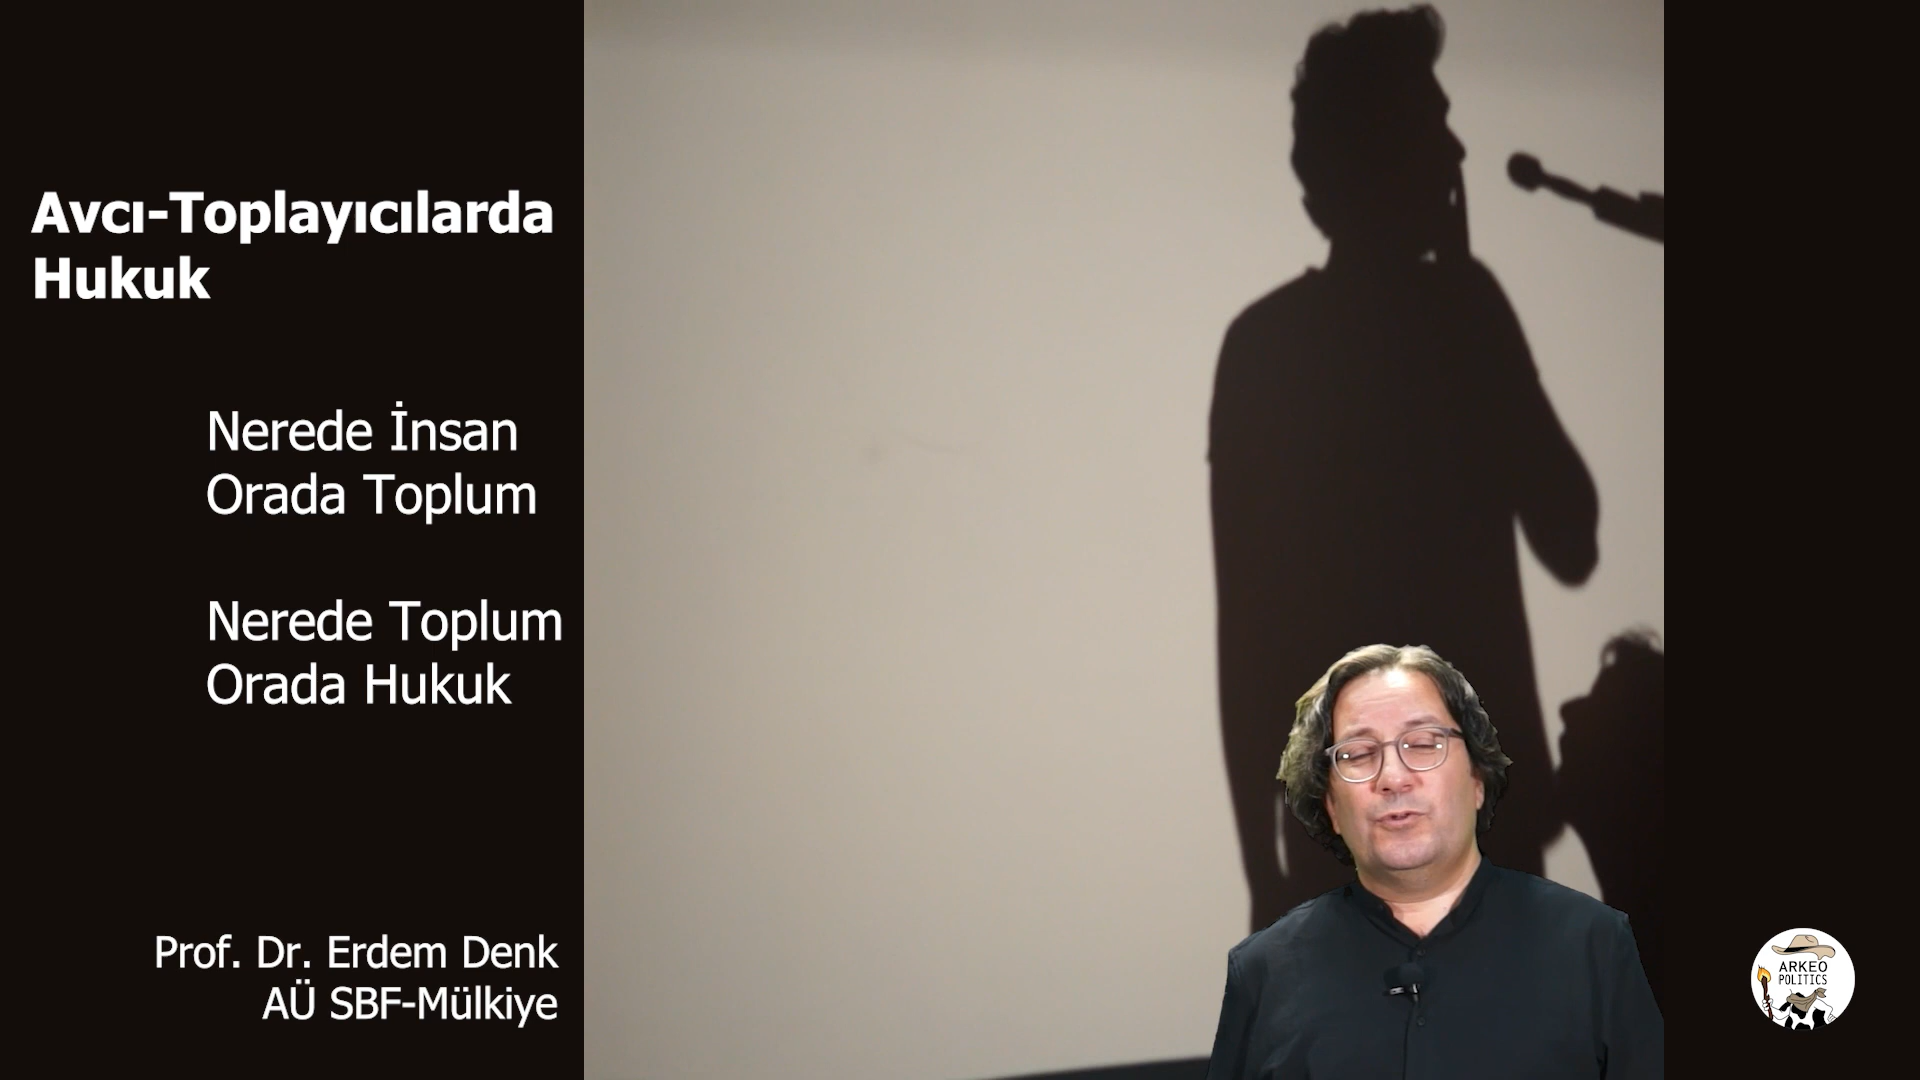 Avcı-Toplayıcılarda
Hukuk
Nerede İnsan
Orada Toplum
Nerede Toplum
Orada Hukuk
Prof. Dr. Erdem Denk
AÜ SBF-Mülkiye
ARKEO
POLITICS